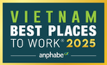 VIETNAM
BEST PLACES
TO WORK® 2025
anphabe